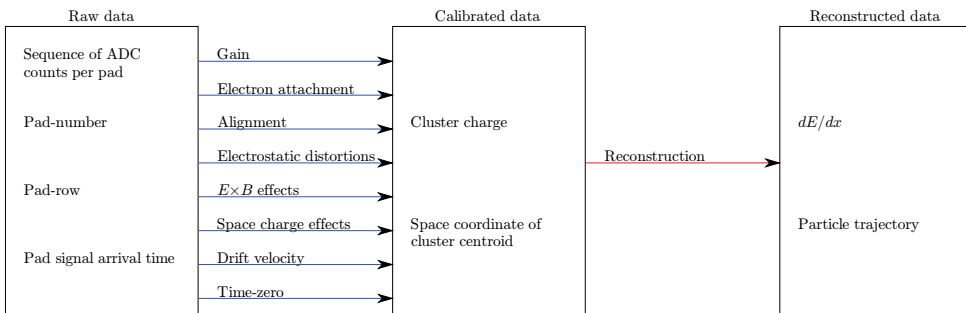 Raw data
Calibrated data
Reconstructed data
Sequence of ADC
counts per pad
Pad-number
Pad-row
Pad signal arrival time
Gain
Electron attachment
Alignment
Electrostatic distortions
E×B effects
Space charge effects
Drift velocity
Time-zero
Cluster charge
Space coordinate of
cluster centroid
Reconstruction
dE/dx
Particle trajectory